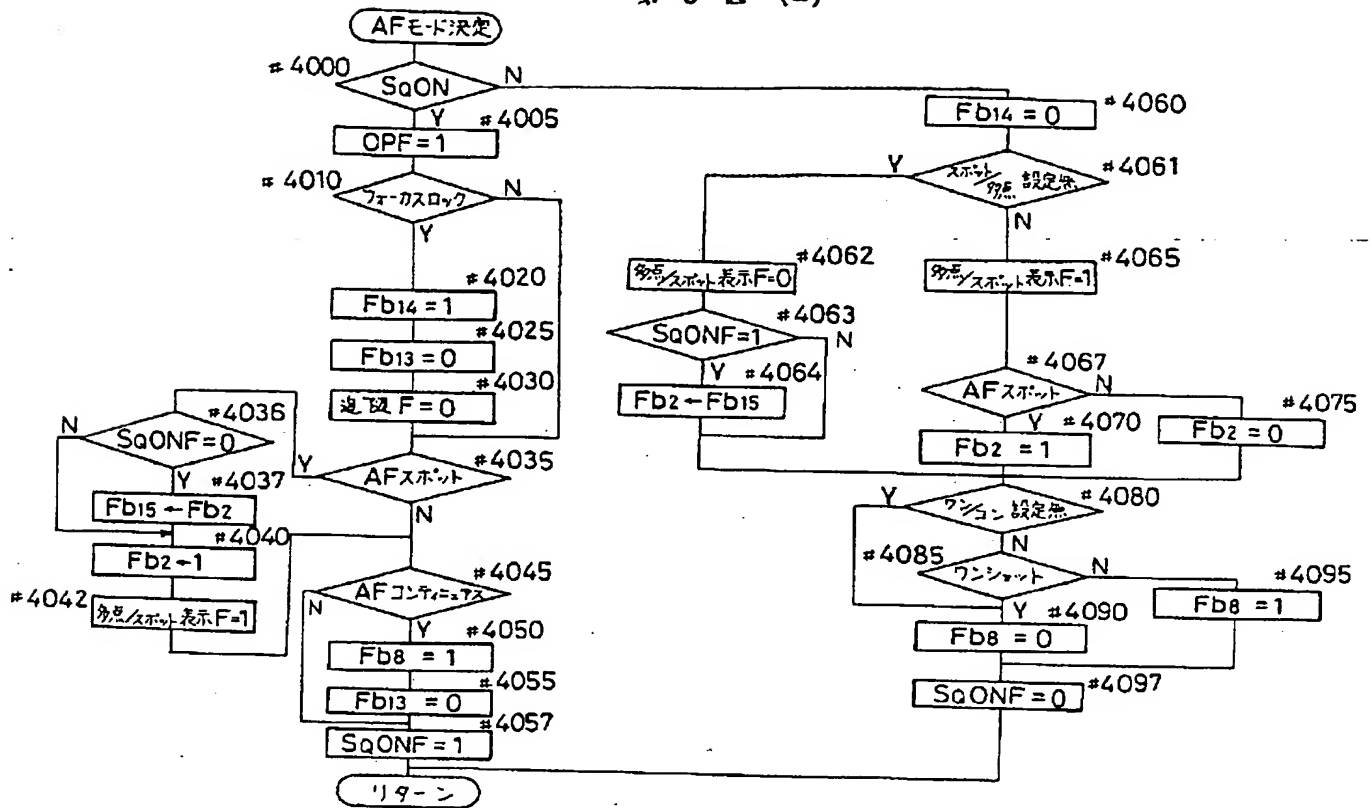 AFモード決定
#4000
SQON
N
Y
#4005
OPF=1
#4010
フォーカスロック
N
Y
#4020
Fb14=1
#4025
Fb13=0
#4030
F=0
#4035
AFスポット
Y
N
#4036
SQONF=0
N
Y
#4037
Fb15←Fb2
#4040
Fb2←1
#4042
多点/スポット表示F=1
#4045
AFコンティニュアス
N
Y
#4050
Fb8=1
#4055
Fb13=0
#4057
SQONF=1
リターン
#4060
Fb14=0
#4061
スポット/多点 設定無
Y
N
#4062
多点/スポット表示F=0
#4063
SQONF=1
N
Y
#4064
Fb2←Fb15
#4065
多点/スポット表示F=1
#4067
AFスポット
N
Y
#4070
Fb2=1
#4075
Fb2=0
#4080
ワン/コン 設定無
Y
N
#4085
ワンショット
N
Y
#4090
Fb8=0
#4095
Fb8=1
#4097
SQONF=0